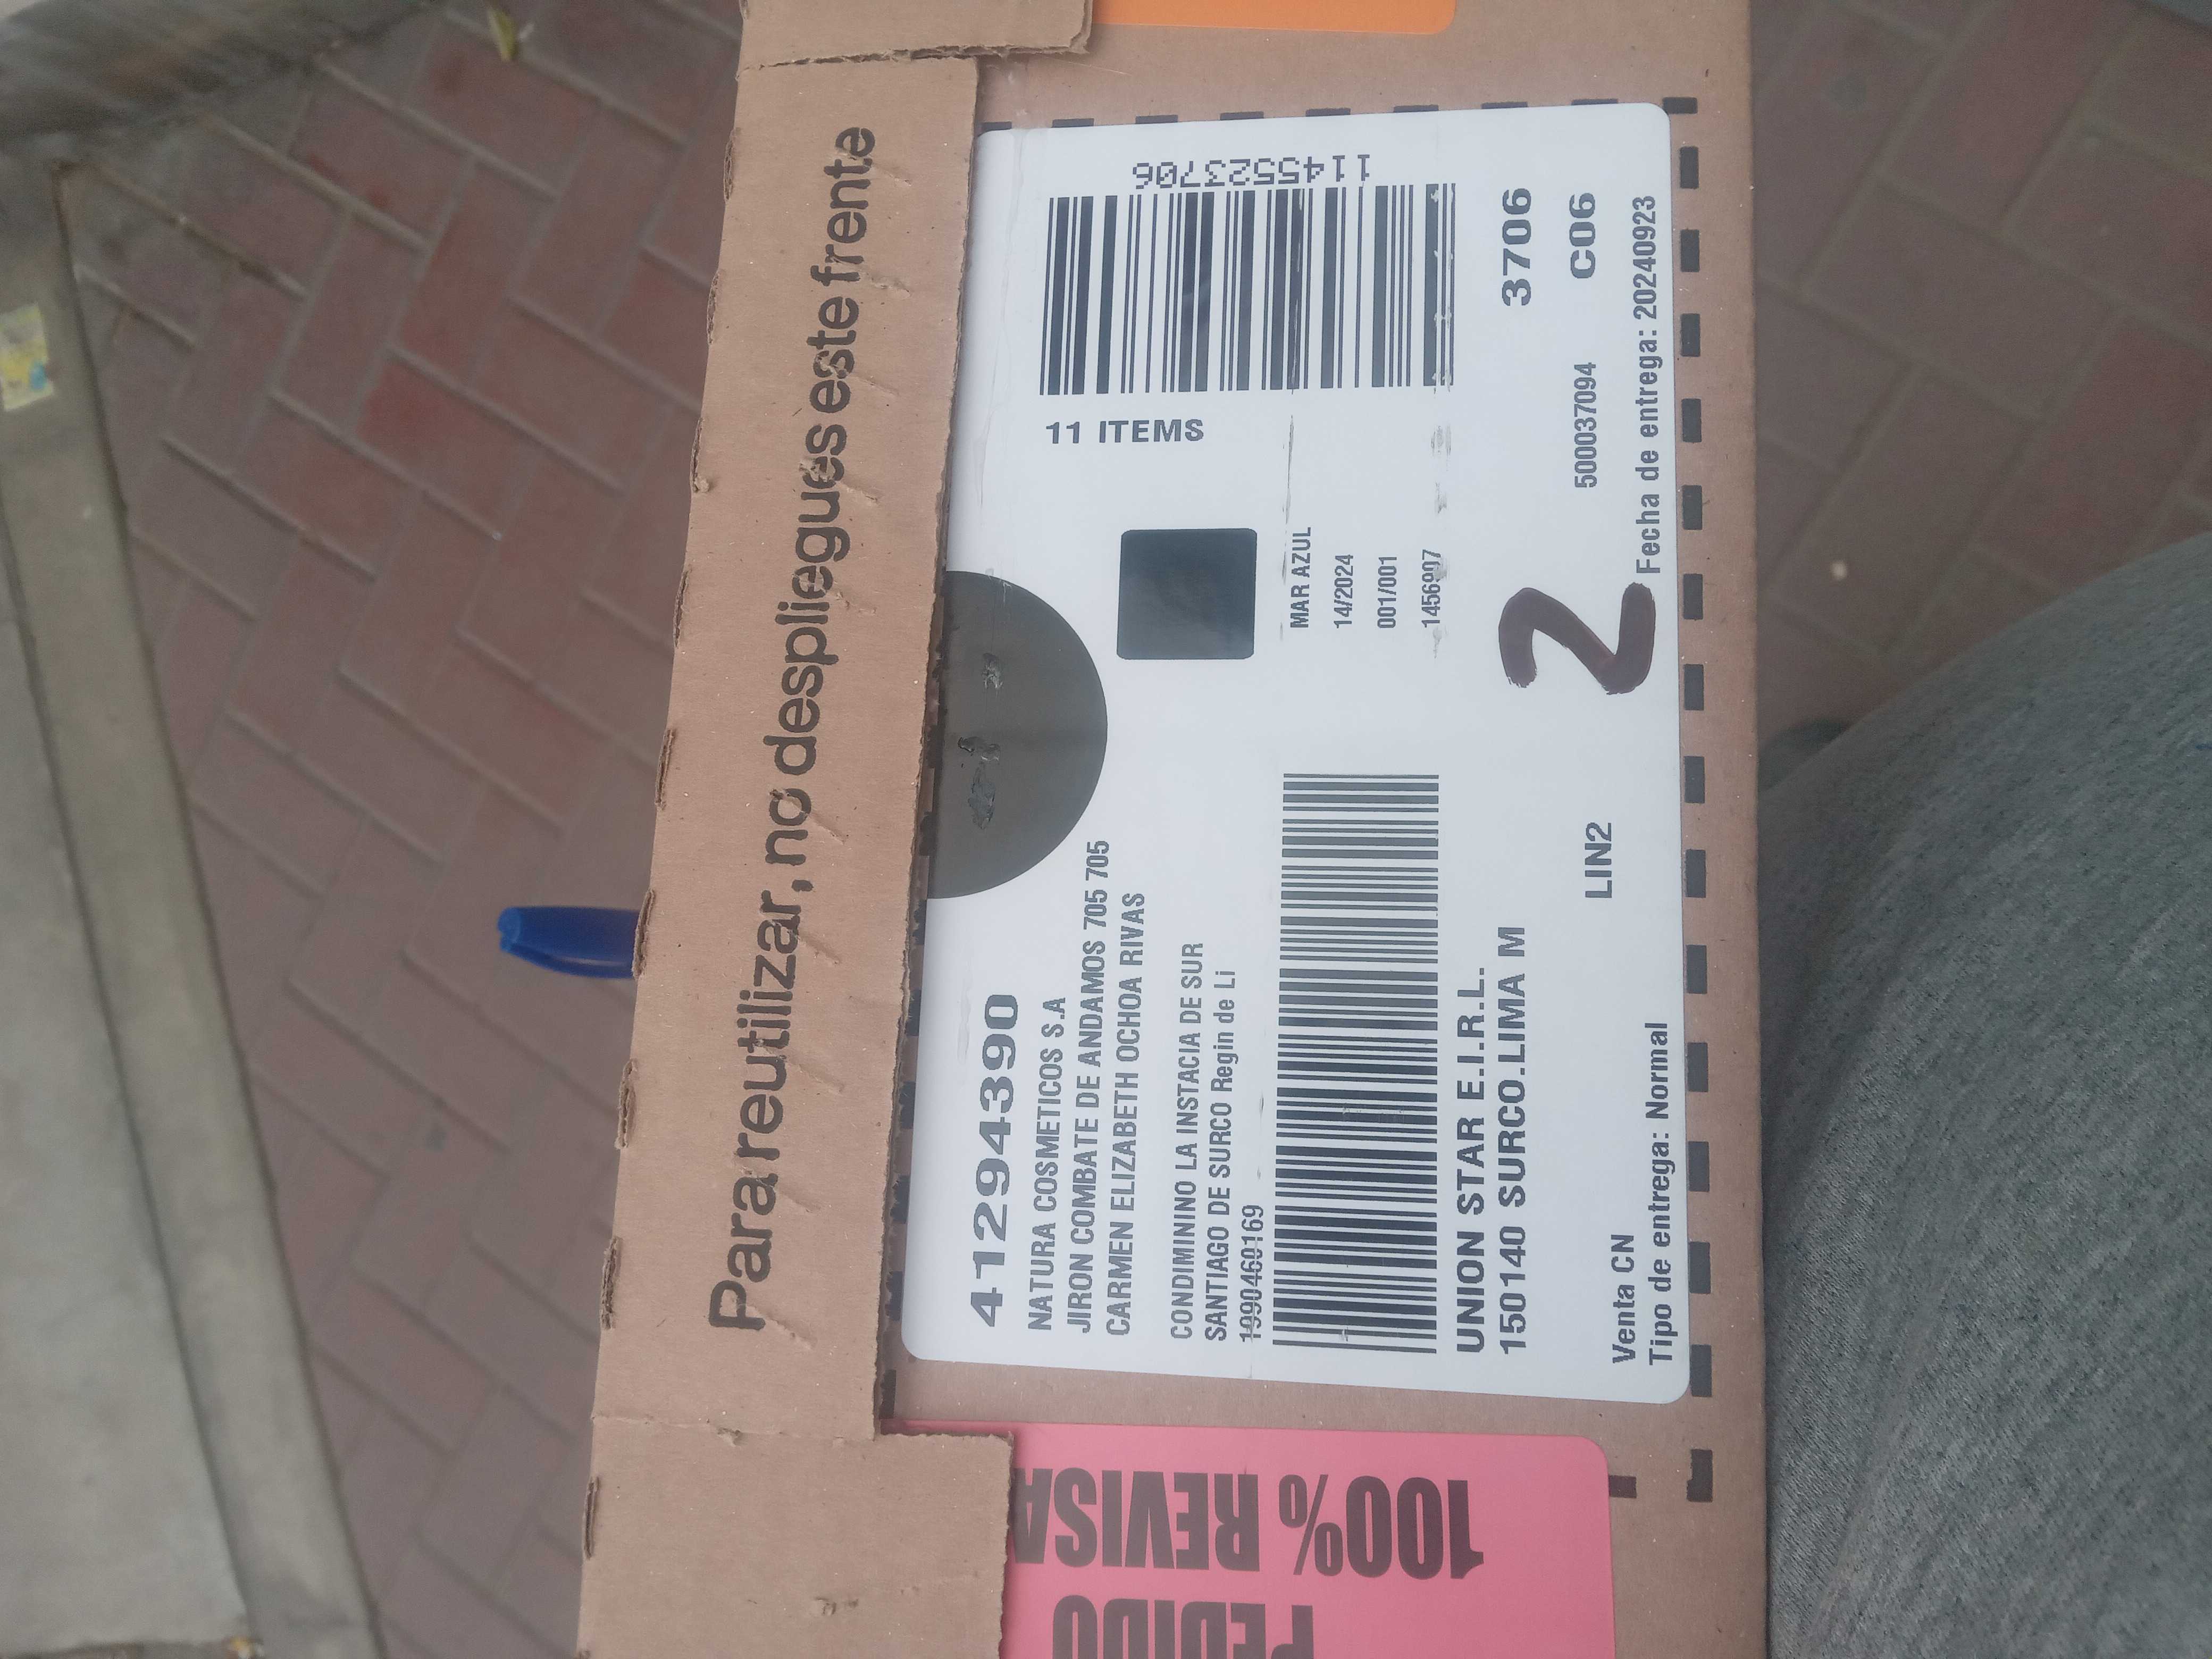 Para reutilizar, no despliegues este frente
41294390
NATURA COSMETICOS S.A
JIRON COMBATE DE ANDAMOS 705 705
CARMEN ELIZABETH OCHOA RIVAS
CONDIMININO LA INSTACIA DE SUR
SANTIAGO DE SURCO Regin de Li
1990460169
UNION STAR E.I.R.L.
150140 SURCO.LIMA M
LIN2
Venta CN
Tipo de entrega: Normal
11 ITEMS
1145523706
MAR AZUL
14/2024
001/001
1456997
2
3706
500037094 C06
Fecha de entrega: 20240923
PEDIDO
100% REVISA